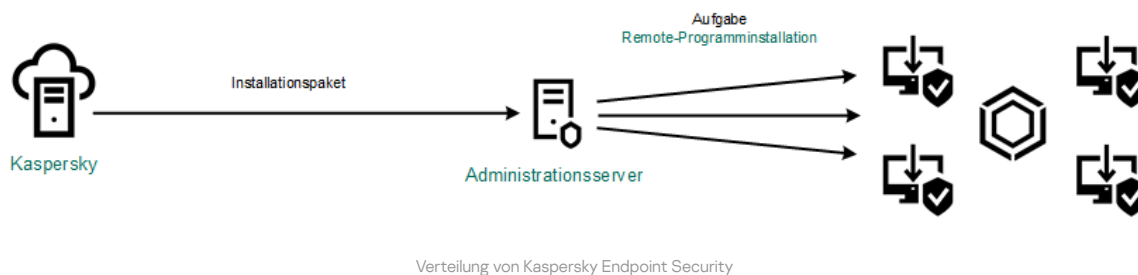 Aufgabe
Remote-Programminstallation
Installationspaket
Kaspersky
Administrationsserver
Verteilung von Kaspersky Endpoint Security